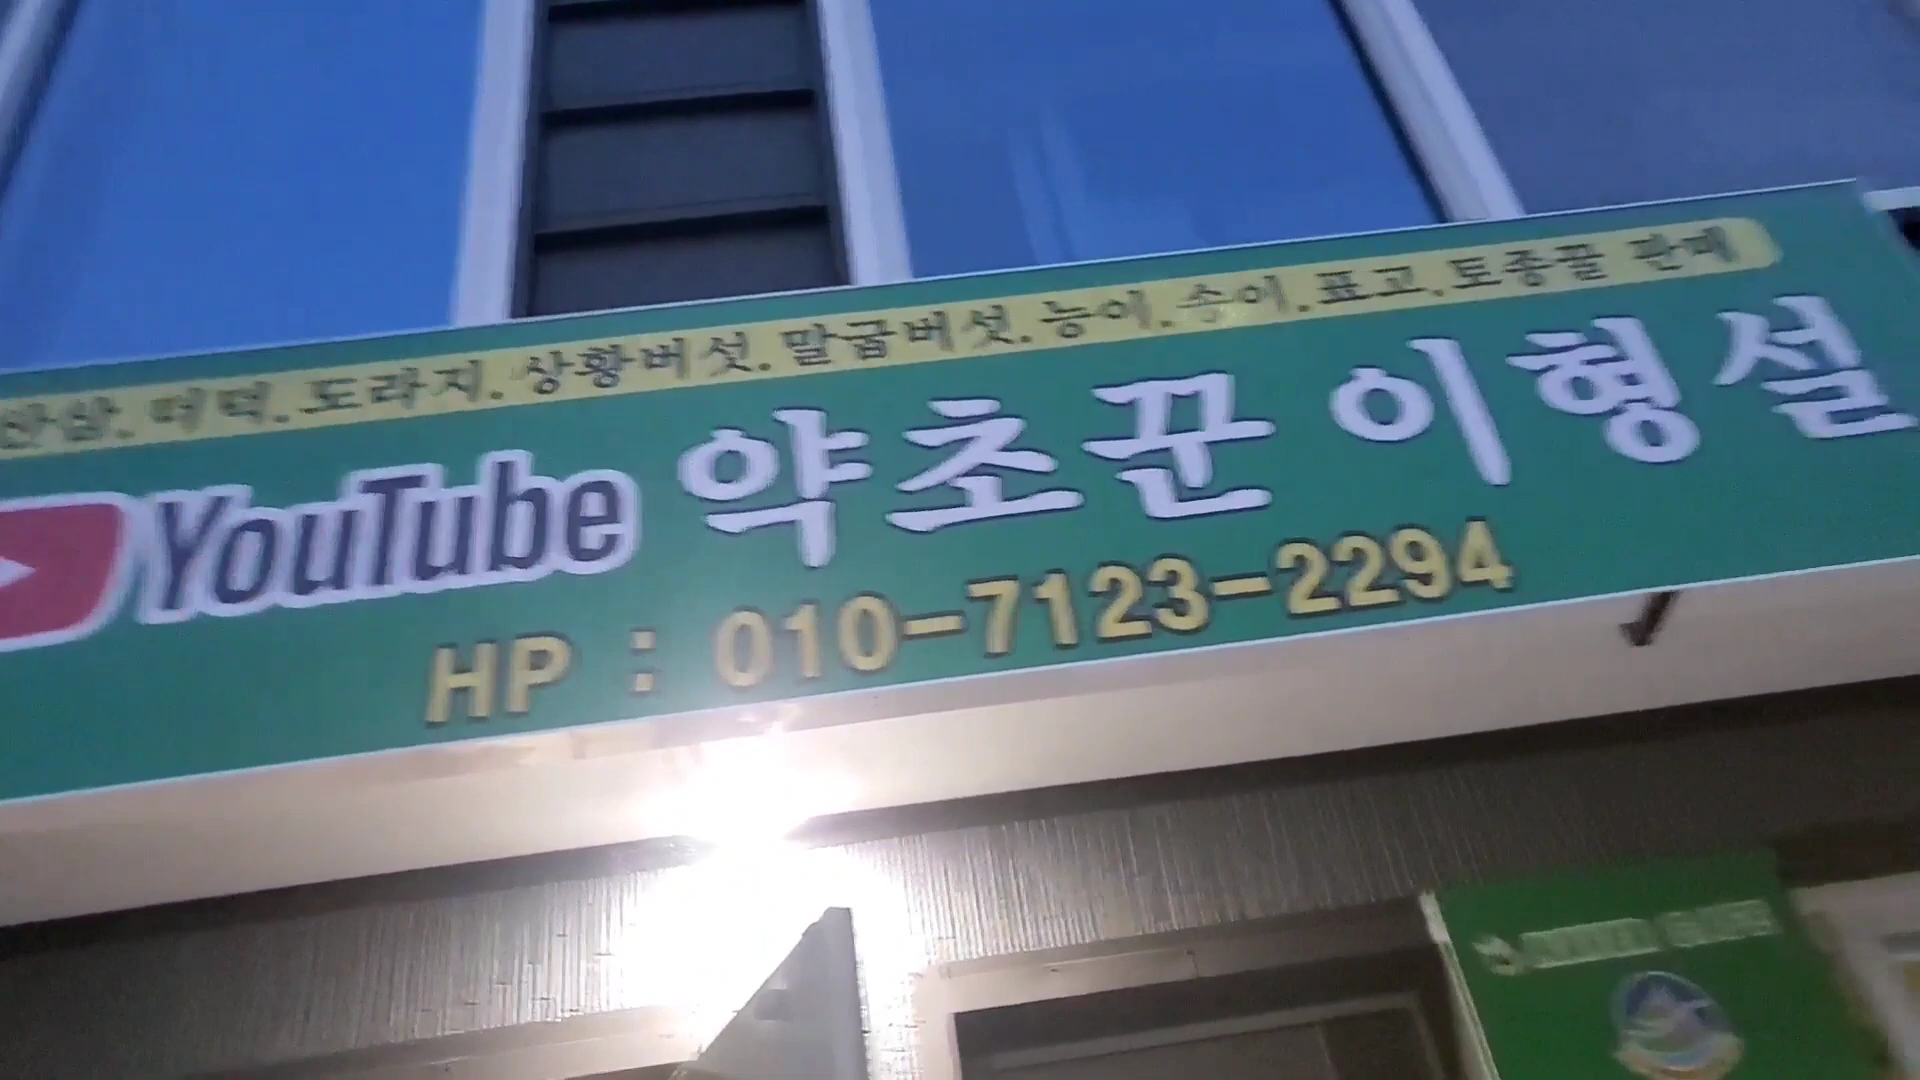 산삼. 더덕. 도라지. 상황버섯. 말굽버섯. 능이. 송이. 표고. 토종꿀 판매
YouTube 약초꾼 이형설
HP : 010-7123-2294